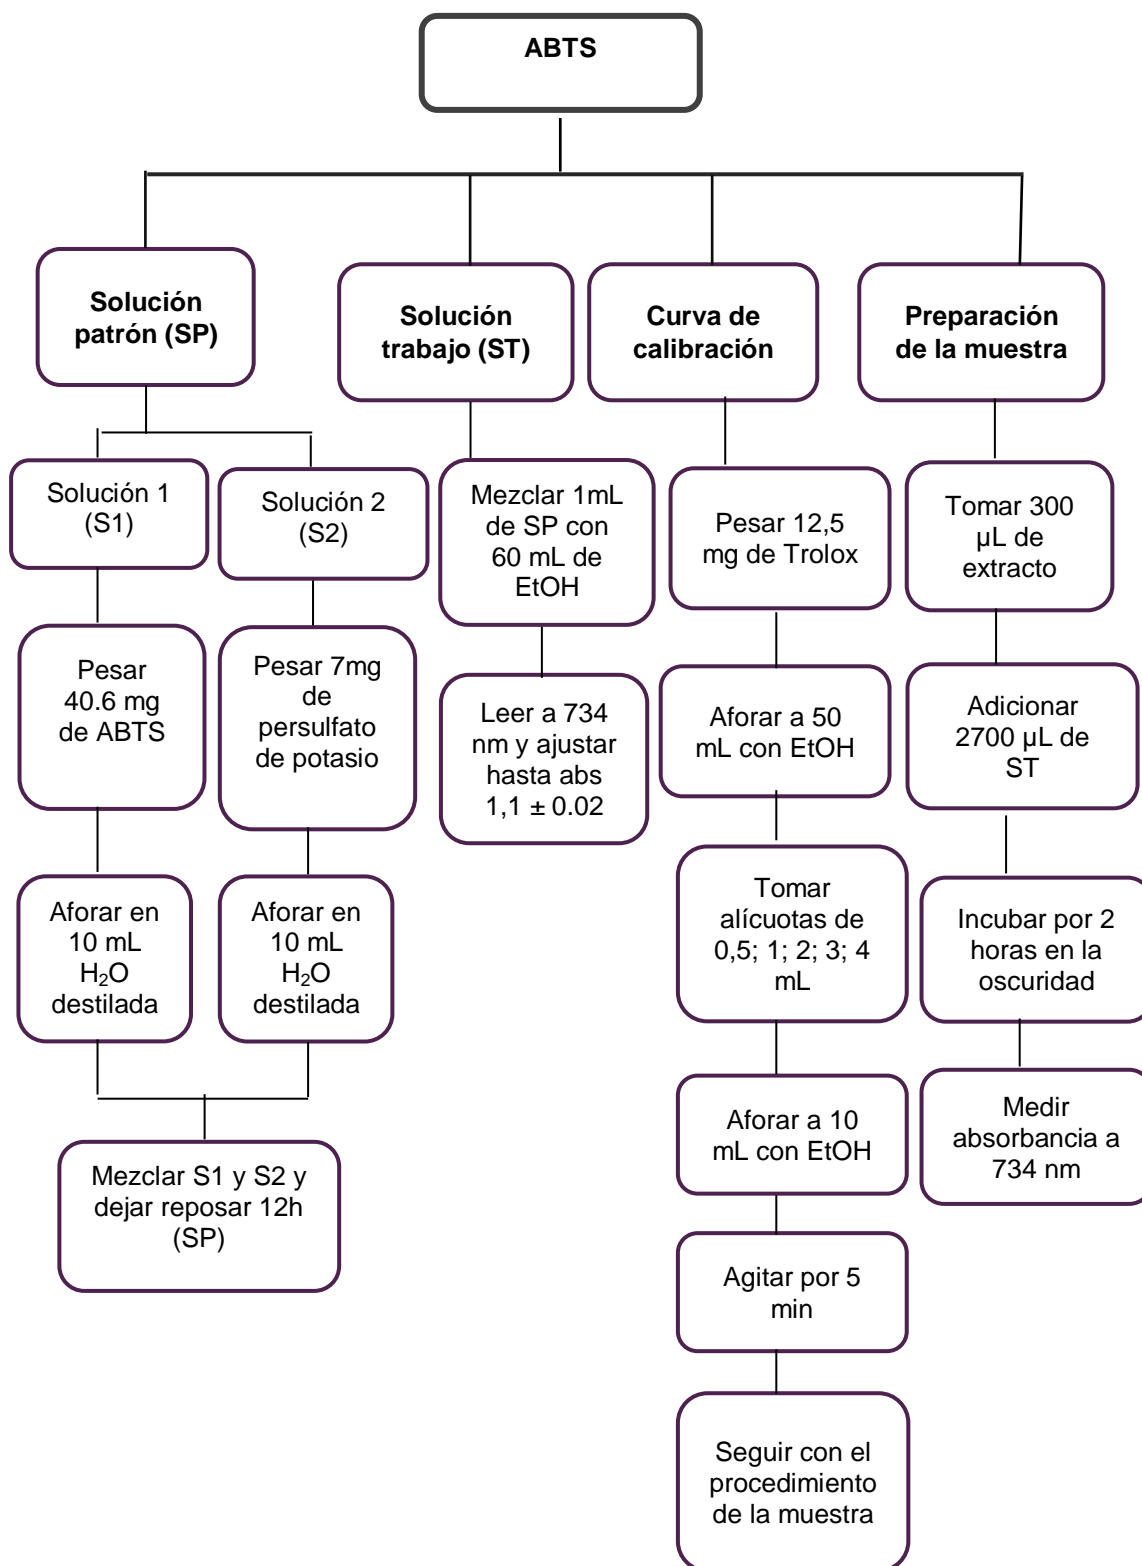 ABTS
Solución
patrón (SP)
Solución 1
(S1)
Pesar
40.6 mg
de ABTS
Aforar en
10 mL
H₂O
destilada
Solución 2
(S2)
Pesar 7mg
de
persulfato
de potasio
Aforar en
10 mL
H₂O
destilada
Mezclar S1 y S2 y
dejar reposar 12h
(SP)
Solución
trabajo (ST)
Mezclar 1mL
de SP con
60 mL de
EtOH
Leer a 734
nm y ajustar
hasta abs
1,1 ± 0.02
Curva de
calibración
Pesar 12,5
mg de Trolox
Aforar a 50
mL con EtOH
Tomar
alícuotas de
0,5; 1; 2; 3; 4
mL
Aforar a 10
mL con EtOH
Agitar por 5
min
Seguir con el
procedimiento
de la muestra
Preparación
de la muestra
Tomar 300
µL de
extracto
Adicionar
2700 µL de
ST
Incubar por 2
horas en la
oscuridad
Medir
absorbancia a
734 nm